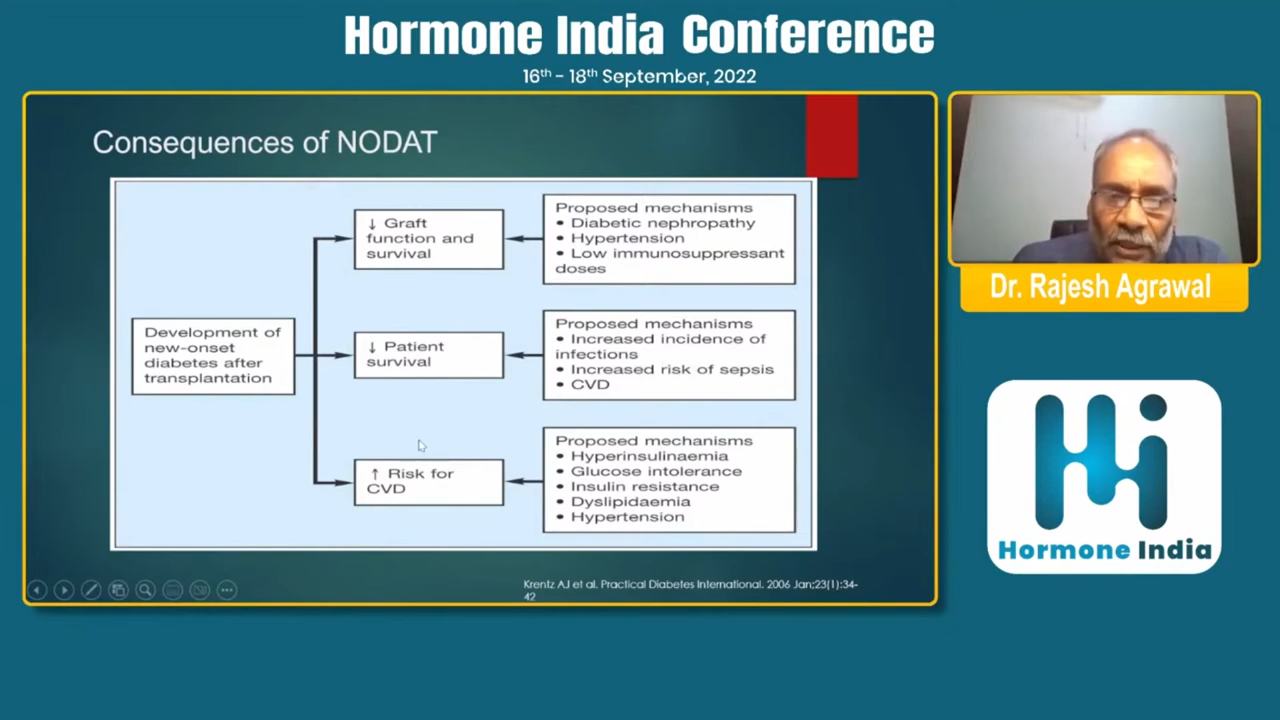 Hormone India Conference
16th - 18th September, 2022
Consequences of NODAT
Development of
new-onset
diabetes after
transplantation
↓ Graft
function and
survival
Proposed mechanisms
• Diabetic nephropathy
• Hypertension
• Low immunosuppressant
doses
↓ Patient
survival
Proposed mechanisms
• Increased incidence of
infections
• Increased risk of sepsis
• CVD
↑ Risk for
CVD
Proposed mechanisms
• Hyperinsulinaemia
• Glucose intolerance
• Insulin resistance
• Dyslipidaemia
• Hypertension
Krentz AJ et al. Practical Diabetes International. 2006 Jan;23(1):34-
42
Dr. Rajesh Agrawal
Hi
Hormone India